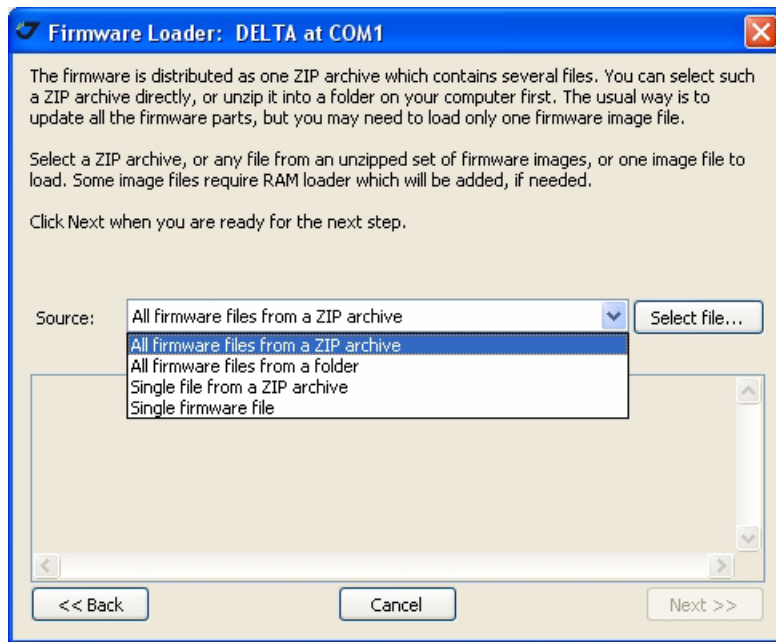 Firmware Loader: DELTA at COM1
The firmware is distributed as one ZIP archive which contains several files. You can select such
a ZIP archive directly, or unzip it into a folder on your computer first. The usual way is to
update all the firmware parts, but you may need to load only one firmware image file.
Select a ZIP archive, or any file from an unzipped set of firmware images, or one image file to
load. Some image files require RAM loader which will be added, if needed.
Click Next when you are ready for the next step.
Source: All firmware files from a ZIP archive Select file...
All firmware files from a ZIP archive
All firmware files from a folder
Single file from a ZIP archive
Single firmware file
<< Back Cancel Next >>